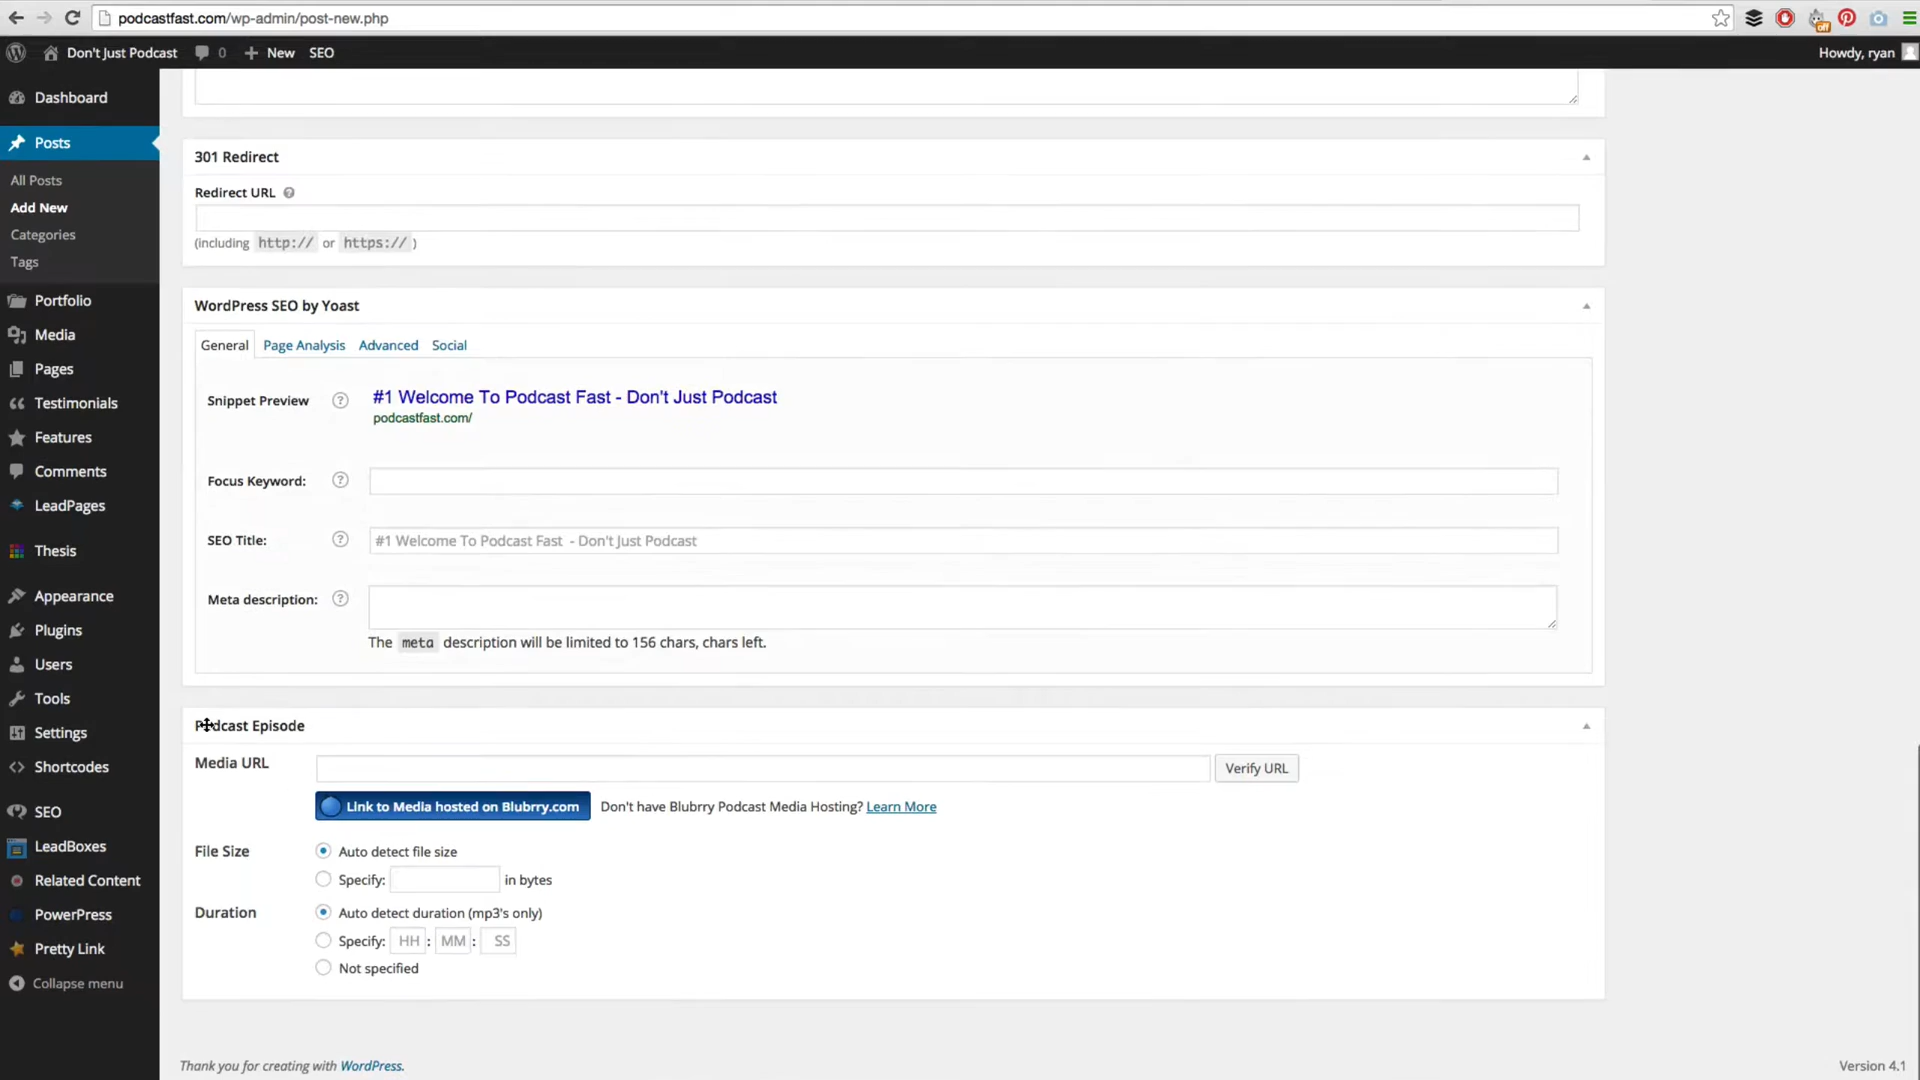 podcastfast.com/wp-admin/post-new.php
Don't Just Podcast 0 New SEO
Howdy, ryan
Dashboard
Posts
All Posts
Add New
Categories
Tags
Portfolio
Media
Pages
Testimonials
Features
Comments
LeadPages
Thesis
Appearance
Plugins
Users
Tools
Settings
Shortcodes
SEO
LeadBoxes
Related Content
PowerPress
Pretty Link
Collapse menu
301 Redirect
Redirect URL ?
(including http:// or https:// )
WordPress SEO by Yoast
General Page Analysis Advanced Social
Snippet Preview ? #1 Welcome To Podcast Fast - Don't Just Podcast
podcastfast.com/
Focus Keyword: ?
SEO Title: ? #1 Welcome To Podcast Fast - Don't Just Podcast
Meta description: ?
The meta description will be limited to 156 chars, chars left.
Podcast Episode
Media URL Verify URL
Link to Media hosted on Blubrry.com Don't have Blubrry Podcast Media Hosting? Learn More
File Size Auto detect file size
Specify: in bytes
Duration Auto detect duration (mp3's only)
Specify: HH : MM : SS
Not specified
Thank you for creating with WordPress.
Version 4.1